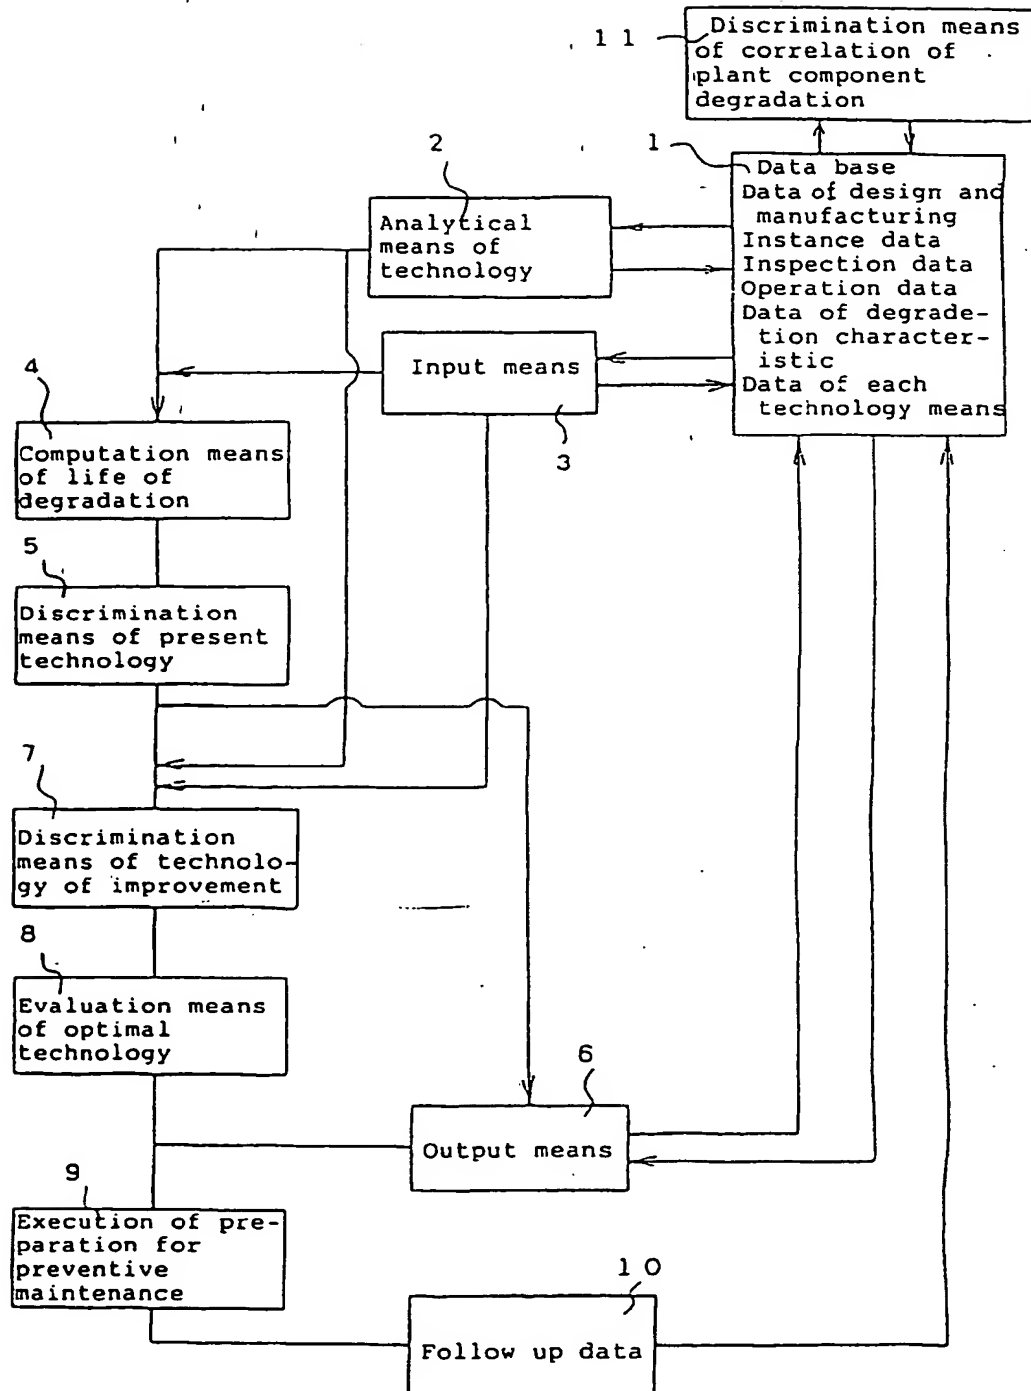 11
Discrimination means
of correlation of
plant component
degradation
1
Data base
Data of design and
manufacturing
Instance data
Inspection data
Operation data
Data of degrade-
tion character-
istic
Data of each
technology means
2
Analytical
means of
technology
Input means
3
4
Computation means
of life of
degradation
5
Discrimination
means of present
technology
7
Discrimination
means of technolo-
gy of improvement
8
Evaluation means
of optimal
technology
6
Output means
9
Execution of pre-
paration for
preventive
maintenance
10
Follow up data